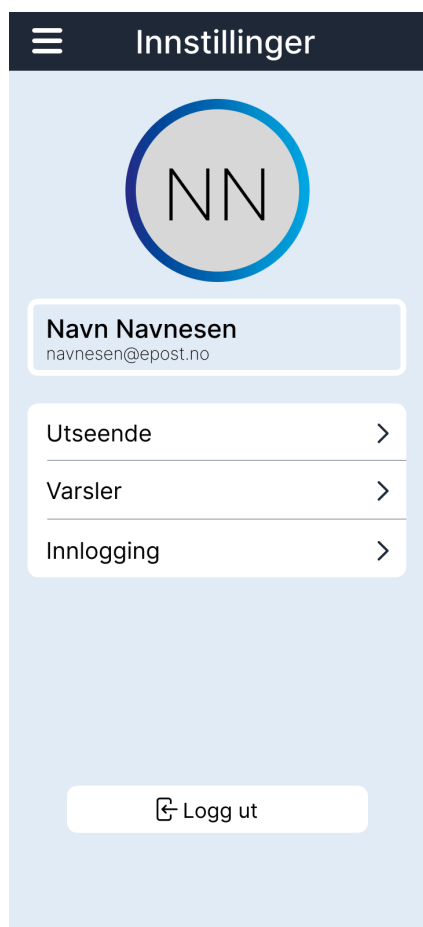 Innstillinger
NN
Navn Navnesen
navnesen@epost.no
Utseende
Varsler
Innlogging
Logg ut